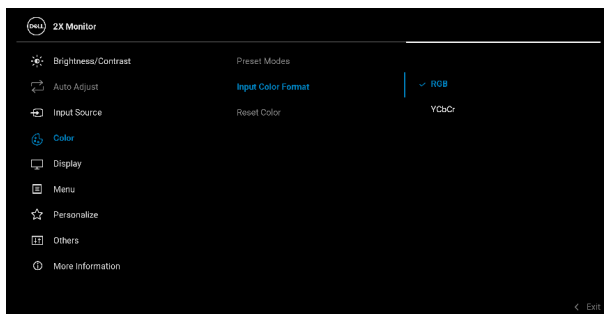 DELL
2X Monitor
Brightness/Contrast
Auto Adjust
Input Source
Color
Display
Menu
Personalize
Others
More Information
Preset Modes
Input Color Format
Reset Color
RGB
YCbCr
Exit